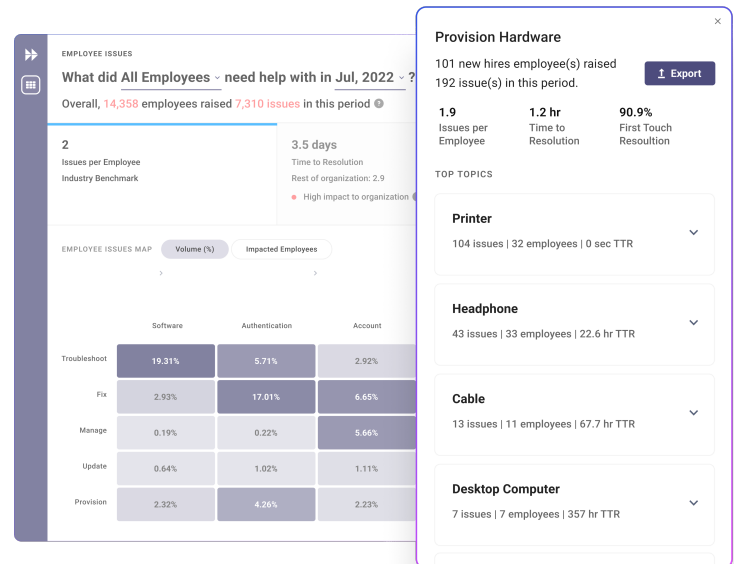 EMPLOYEE ISSUES
What did All Employees need help with in Jul, 2022 ?
Overall, 14,358 employees raised 7,310 issues in this period ?
2
Issues per Employee
Industry Benchmark
3.5 days
Time to Resolution
Rest of organization: 2.9
High impact to organization
EMPLOYEE ISSUES MAP
Volume (%)
Impacted Employees
Software Authentication Account
Troubleshoot 19.31% 5.71% 2.92%
Fix 2.93% 17.01% 6.65%
Manage 0.19% 0.22% 5.66%
Update 0.64% 1.02% 1.11%
Provision 2.32% 4.26% 2.23%
Provision Hardware
101 new hires employee(s) raised
192 issue(s) in this period.
Export
1.9
Issues per
Employee
1.2 hr
Time to
Resolution
90.9%
First Touch
Resoultion
TOP TOPICS
Printer
104 issues | 32 employees | 0 sec TTR
Headphone
43 issues | 33 employees | 22.6 hr TTR
Cable
13 issues | 11 employees | 67.7 hr TTR
Desktop Computer
7 issues | 7 employees | 357 hr TTR